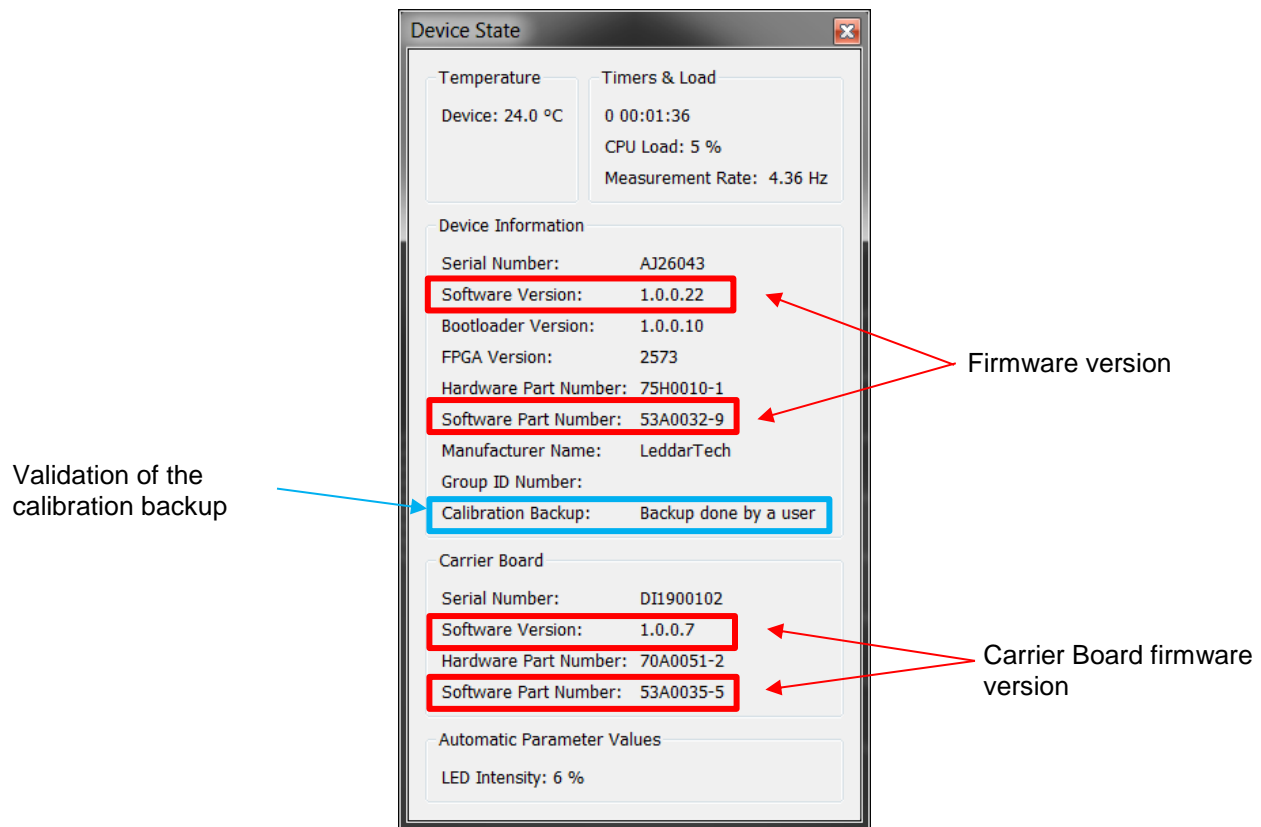 Device State
Temperature
Timers & Load
Device: 24.0 ºC
0 00:01:36
CPU Load: 5 %
Measurement Rate: 4.36 Hz
Device Information
Serial Number: AJ26043
Software Version: 1.0.0.22
Bootloader Version: 1.0.0.10
FPGA Version: 2573
Hardware Part Number: 75H0010-1
Software Part Number: 53A0032-9
Manufacturer Name: LeddarTech
Group ID Number:
Calibration Backup: Backup done by a user
Carrier Board
Serial Number: DI1900102
Software Version: 1.0.0.7
Hardware Part Number: 70A0051-2
Software Part Number: 53A0035-5
Automatic Parameter Values
LED Intensity: 6 %
Firmware version
Validation of the
calibration backup
Carrier Board firmware
version